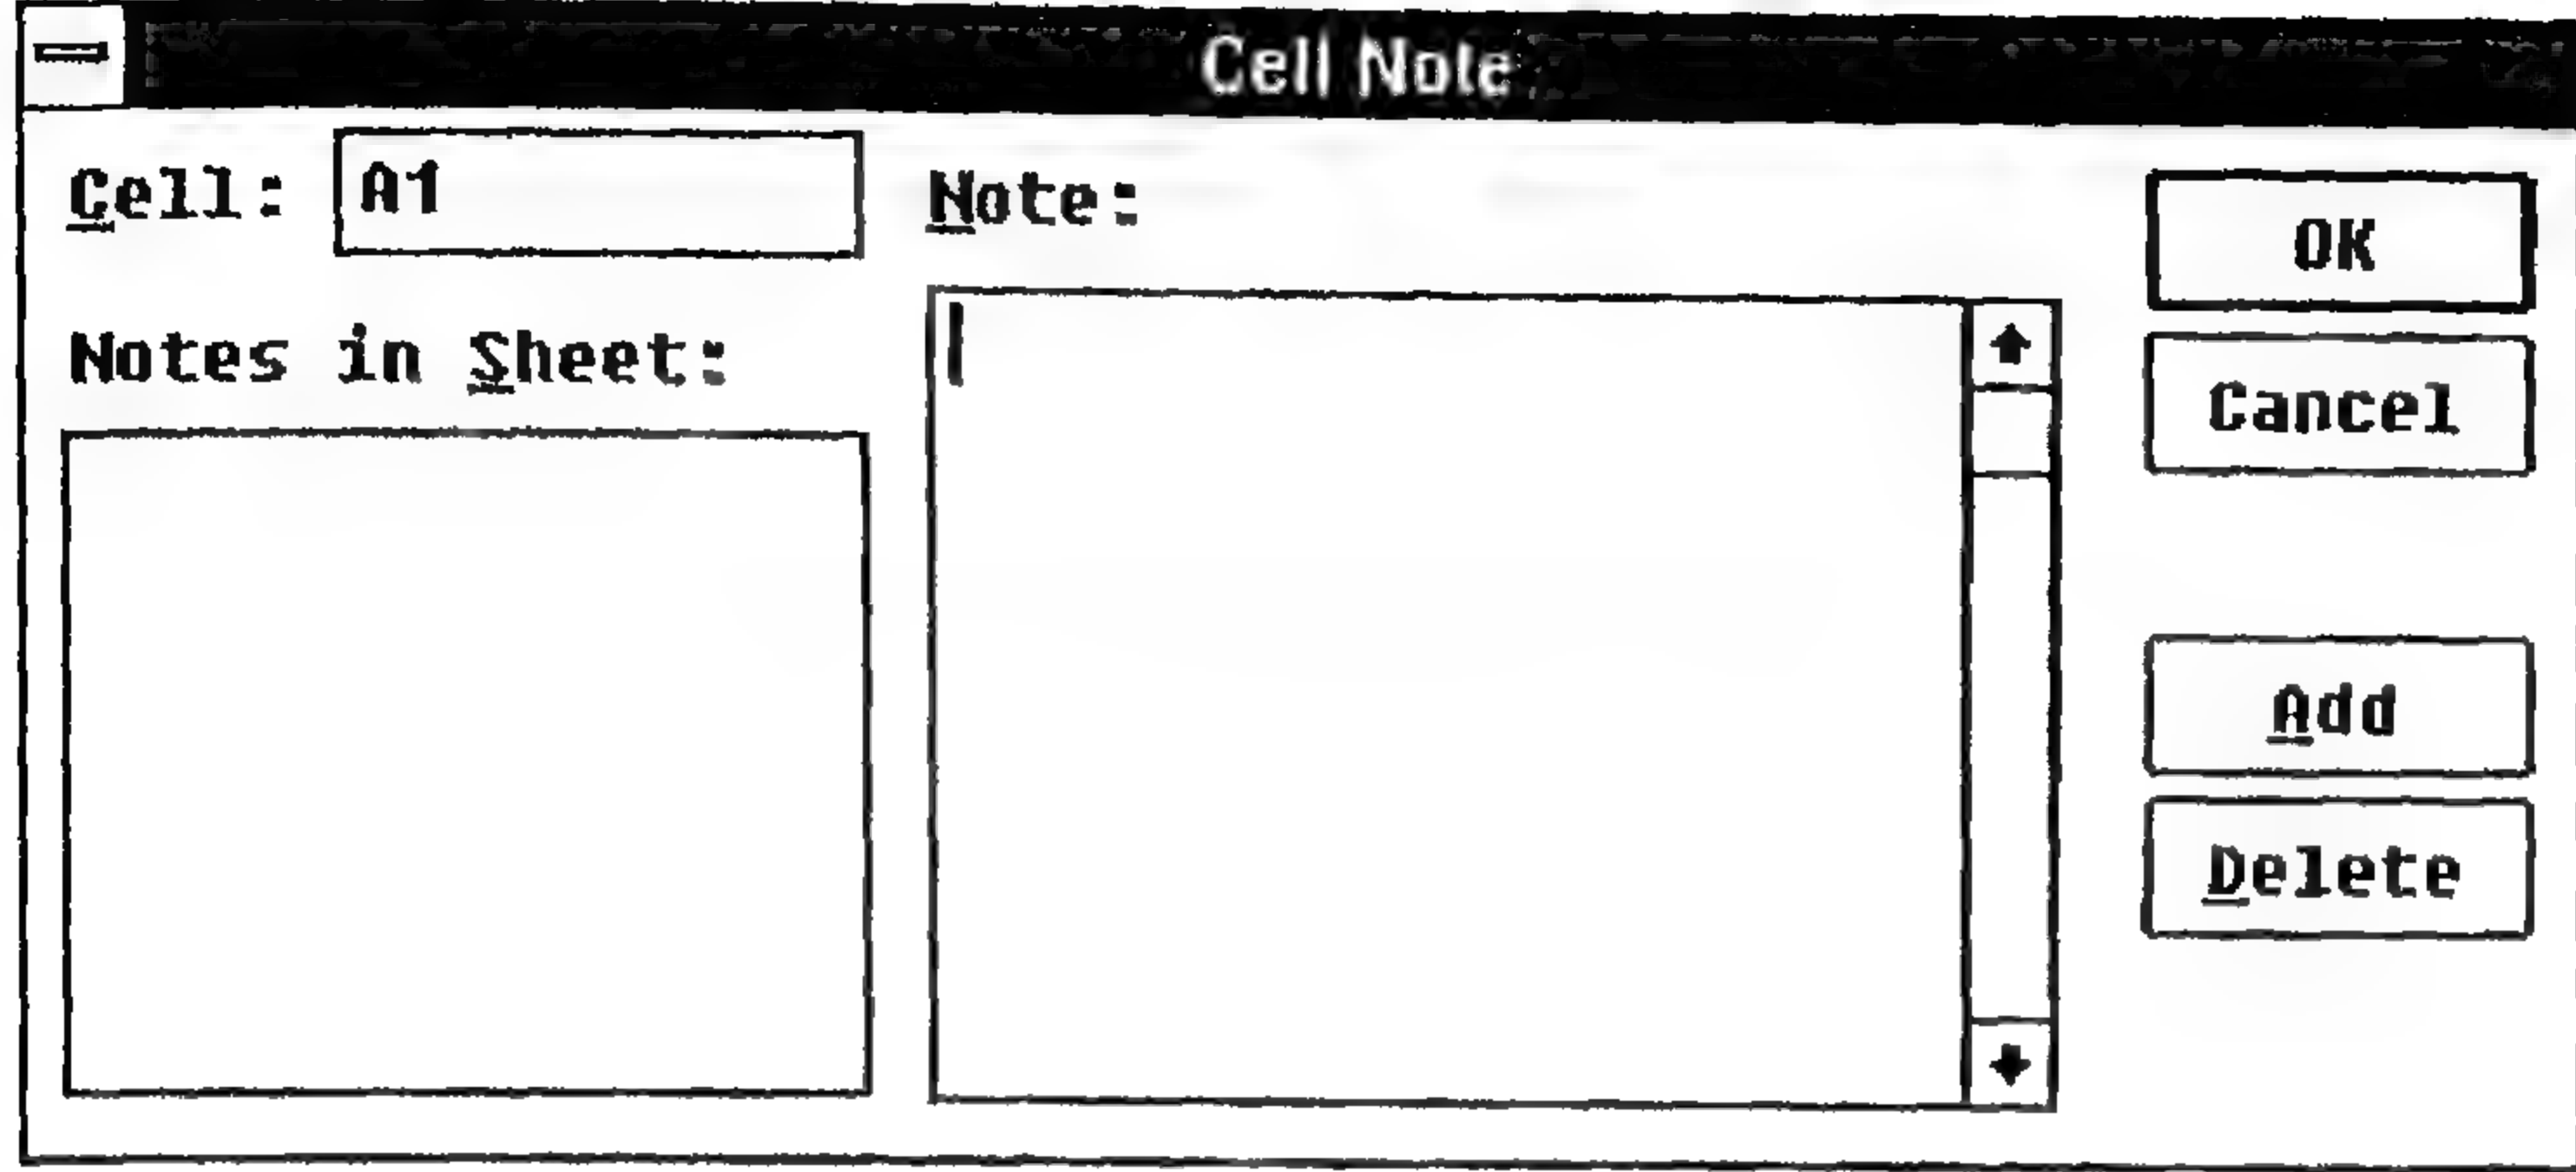 Cell Note
Cell: A1
Notes in Sheet:
Note:
OK
Cancel
Add
Delete